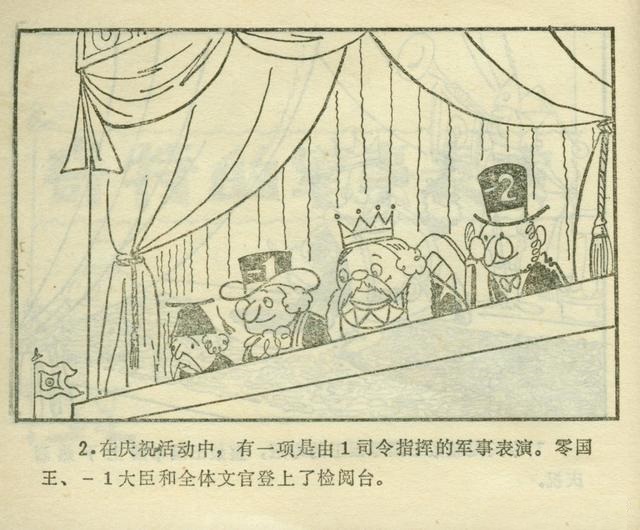 -1
-2
2.在庆祝活动中，有一项是由1司令指挥的军事表演。零国
王、-1大臣和全体文官登上了检阅台。